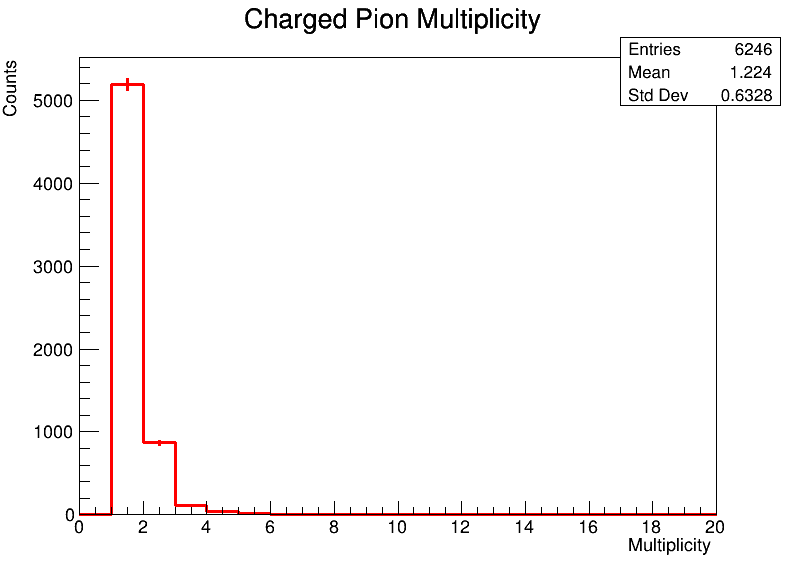 Charged Pion Multiplicity
Entries 6246
Mean 1.224
Std Dev 0.6328
Counts
5000
4000
3000
2000
1000
0
0 2 4 6 8 10 12 14 16 18 20
Multiplicity